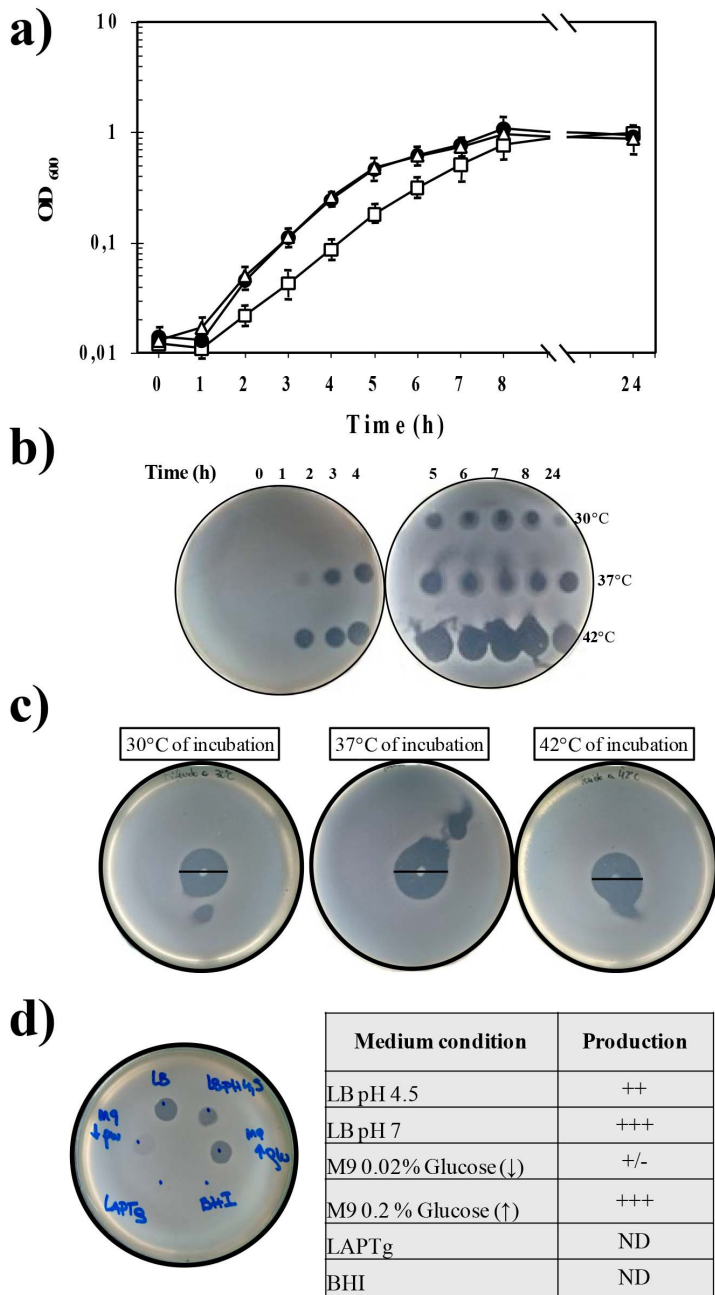 a)
10
1
0,1
0,01
OD 600
0 1 2 3 4 5 6 7 8 24
Time (h)
b)
Time (h) 0 1 2 3 4 5 6 7 8 24
30°C
37°C
42°C
c)
30°C of incubation 37°C of incubation 42°C of incubation
d)
LB
LB pH 4,5
M9
↓ glu
M9
↑ glu
LAPTg
BHI
Medium condition Production
LB pH 4.5 ++
LB pH 7 +++
M9 0.02% Glucose (↓) +/-
M9 0.2 % Glucose (↑) +++
LAPTg ND
BHI ND